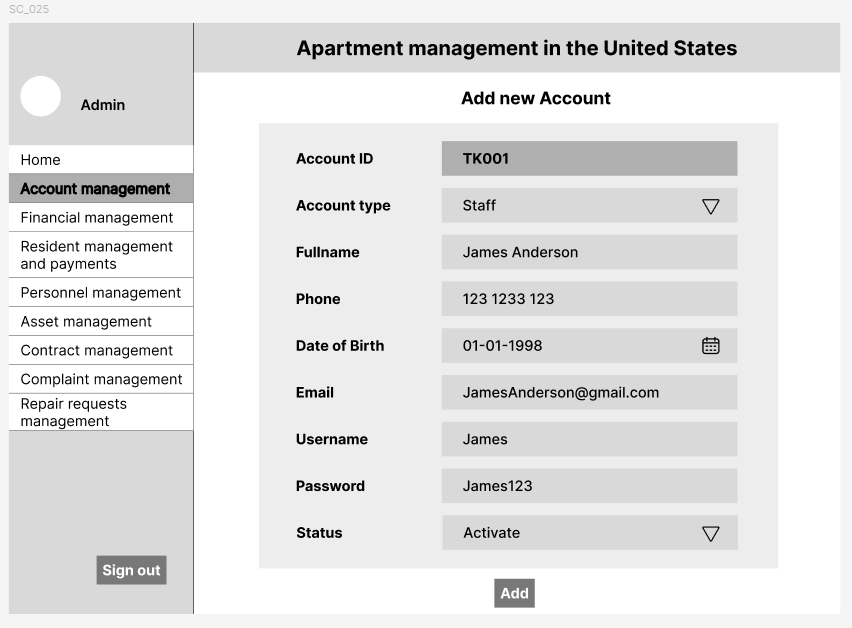 SC_025
Apartment management in the United States
Admin
Home
Account management
Financial management
Resident management
and payments
Personnel management
Asset management
Contract management
Complaint management
Repair requests
management
Sign out
Add new Account
Account ID TK001
Account type Staff
Fullname James Anderson
Phone 123 1233 123
Date of Birth 01-01-1998
Email JamesAnderson@gmail.com
Username James
Password James123
Status Activate
Add